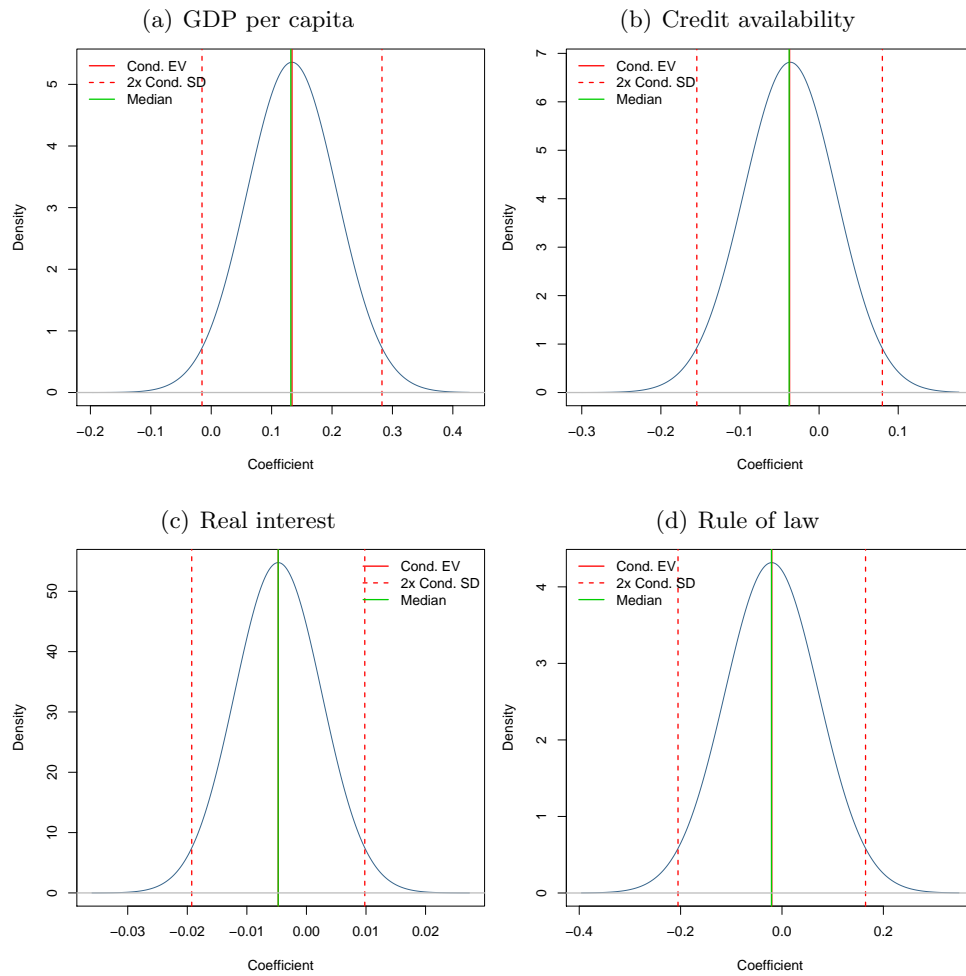 (a) GDP per capita
Cond. EV
2x Cond. SD
Median
Density
0
1
2
3
4
5
−0.2
−0.1
0.0
0.1
0.2
0.3
0.4
Coefficient
(b) Credit availability
Cond. EV
2x Cond. SD
Median
Density
0
1
2
3
4
5
6
7
−0.3
−0.2
−0.1
0.0
0.1
Coefficient
(c) Real interest
Cond. EV
2x Cond. SD
Median
Density
0
10
20
30
40
50
−0.03
−0.02
−0.01
0.00
0.01
0.02
Coefficient
(d) Rule of law
Cond. EV
2x Cond. SD
Median
Density
0
1
2
3
4
−0.4
−0.2
0.0
0.2
Coefficient